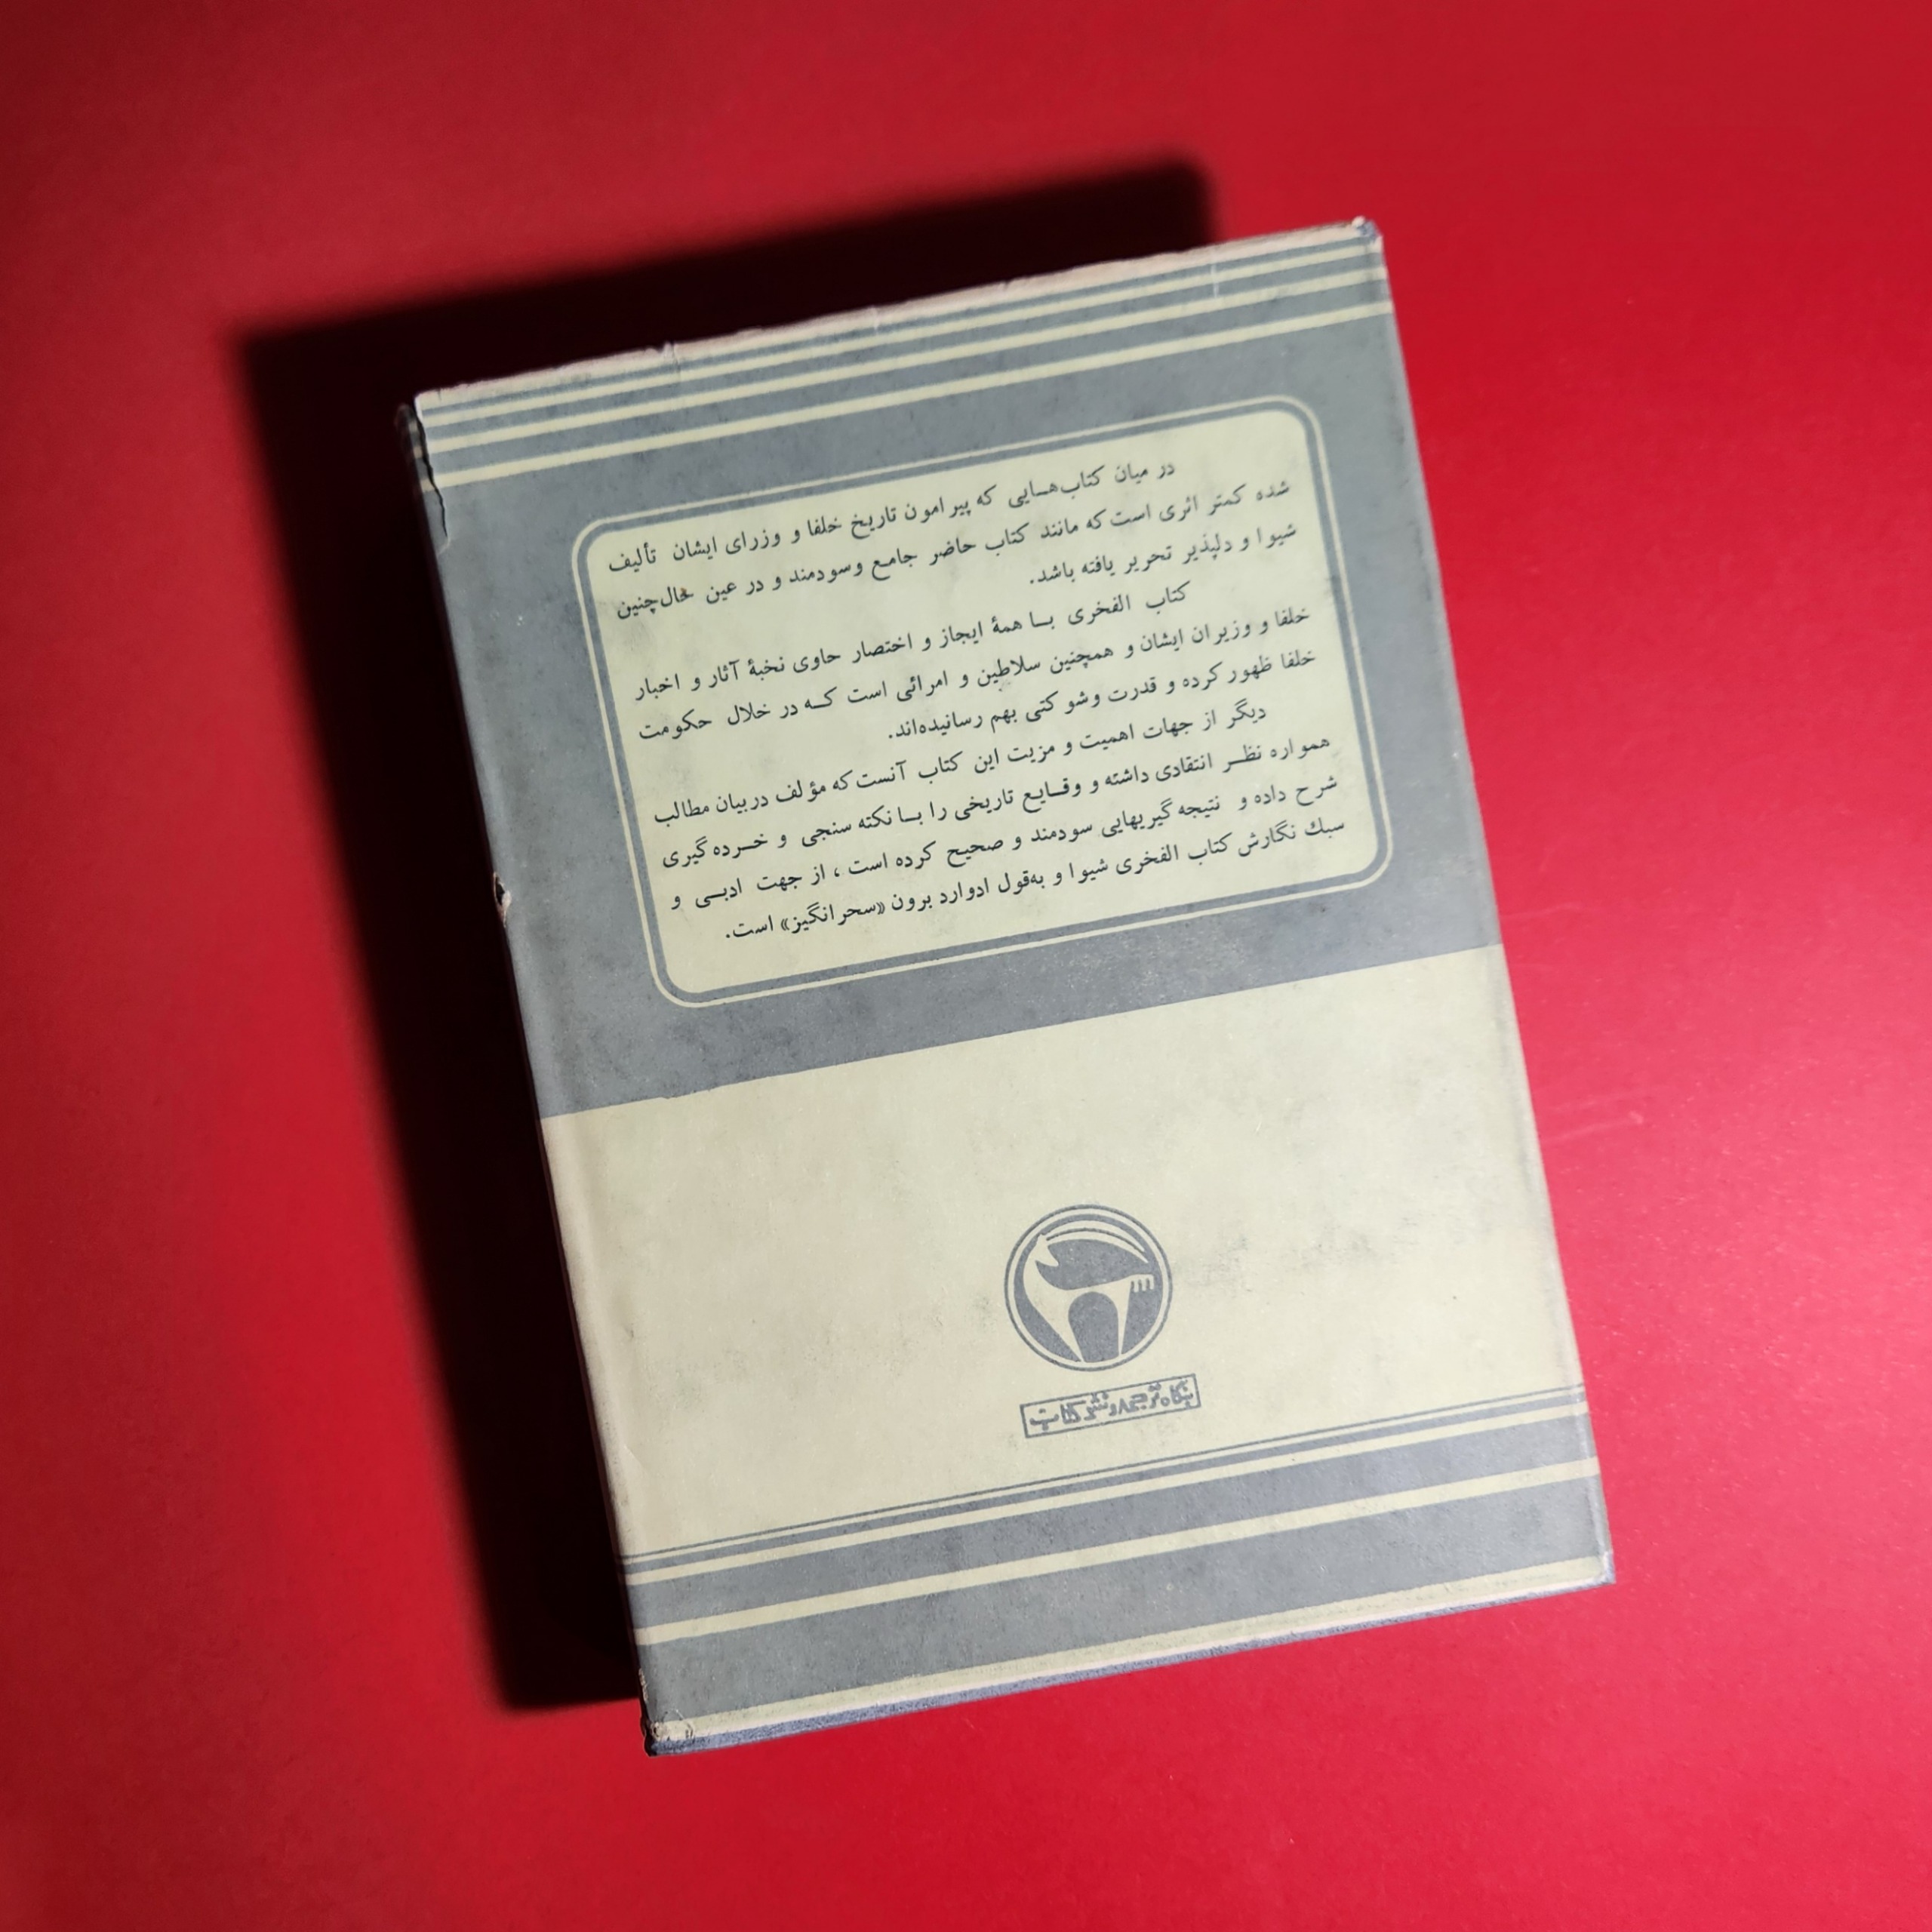 در میان کتاب‌هایی که پیرامون تاریخ خلفا و وزرای ایشان تألیف
شده کمتر اثری است که مانند کتاب حاضر جامع وسودمند و در عین حال چنین
شیوا و دلپذیر تحریر یافته باشد.
کتاب الفخری با همهٔ ایجاز و اختصار حاوی نخبهٔ آثار و اخبار
خلفا و وزیران ایشان و همچنین سلاطین و امرائی است که در خلال حکومت
خلفا ظهور کرده و قدرت وشوکتی بهم رسانیده‌اند.
دیگر از جهات اهمیت و مزیت این کتاب آنست که مؤلف دربیان مطالب
همواره نظر انتقادی داشته و وقایع تاریخی را با نکته سنجی و خرده گیری
شرح داده و نتیجه گیریهایی سودمند و صحیح کرده است، از جهت ادبی و
سبك نگارش کتاب الفخری شیوا و به‌قول ادوارد برون «سحرانگیز» است.
بنگاه ترجمه و نشر کتاب